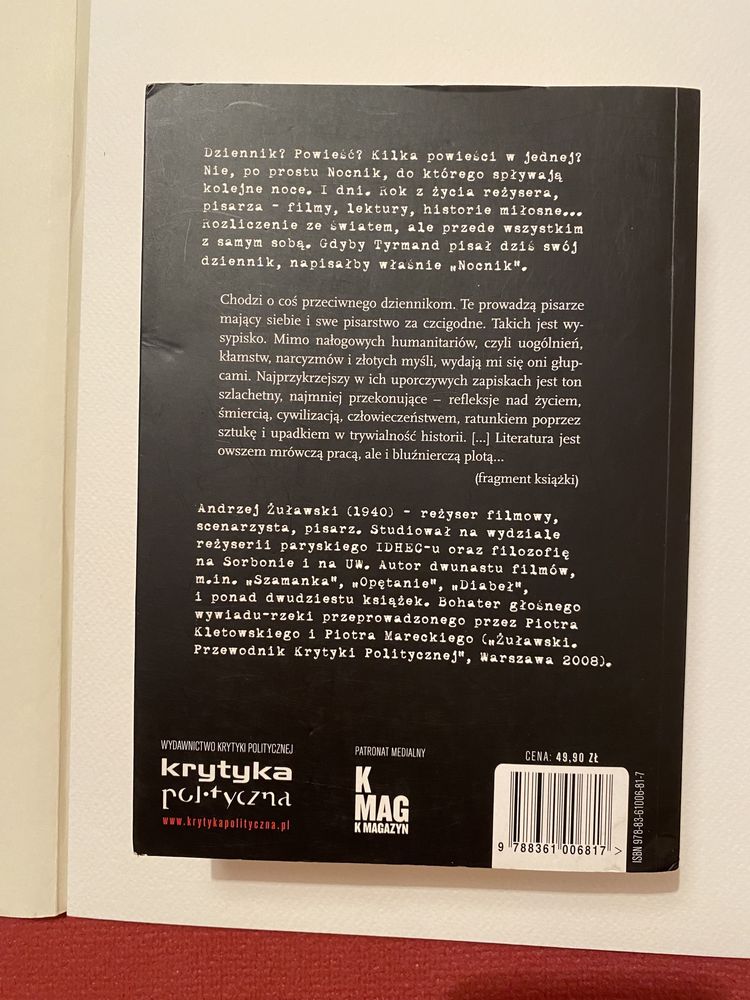 Dziennik? Powieść? Kilka powieści w jednej?
Nie, po prostu Nocnik, do którego spływają
kolejne noce. I dni. Rok z życia reżysera,
pisarza – filmy, lektury, historie miłosne...
Rozliczenie ze światem, ale przede wszystkim
z samym sobą. Gdyby Tyrmand pisał dziś swój
dziennik, napisałby właśnie „Nocnik".
Chodzi o coś przeciwnego dziennikom. Te prowadzą pisarze
mający siebie i swe pisarstwo za czcigodne. Takich jest wy-
sypisko. Mimo nałogowych humanitariów, czyli uogólnień,
kłamstw, narcyzmów i złotych myśli, wydają mi się oni głup-
cami. Najprzykrzejszy w ich uporczywych zapiskach jest ton
szlachetny, najmniej przekonujące – refleksje nad życiem,
śmiercią, cywilizacją, człowieczeństwem, ratunkiem poprzez
sztukę i upadkiem w trywialność historii. [...] Literatura jest
owszem mrówczą pracą, ale i bluźnierczą plotą...
(fragment książki)
Andrzej Żuławski (1940) – reżyser filmowy,
scenarzysta, pisarz. Studiował na wydziale
reżyserii paryskiego IDHEC-u oraz filozofię
na Sorbonie i na UW. Autor dwunastu filmów,
m.in. „Szamanka", „Opętanie", „Diabeł",
i ponad dwudziestu książek. Bohater głośnego
wywiadu-rzeki przeprowadzonego przez Piotra
Kletowskiego i Piotra Mareckiego („Żuławski.
Przewodnik Krytyki Politycznej", Warszawa 2008).
WYDAWNICTWO KRYTYKI POLITYCZNEJ
krytyka
polityczna
www.krytykapolityczna.pl
PATRONAT MEDIALNY
K
MAG
K MAGAZYN
CENA: 49,90 ZŁ
9 788361 006817 >
ISBN 978-83-61006-81-7